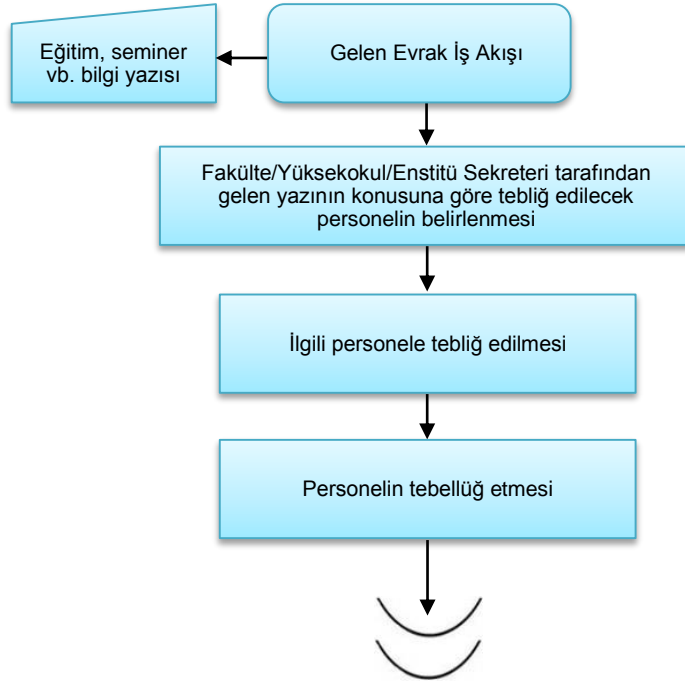 Eğitim, seminer
vb. bilgi yazısı
Gelen Evrak İş Akışı
Fakülte/Yüksekokul/Enstitü Sekreteri tarafından
gelen yazının konusuna göre tebliğ edilecek
personelin belirlenmesi
İlgili personele tebliğ edilmesi
Personelin tebellüğ etmesi